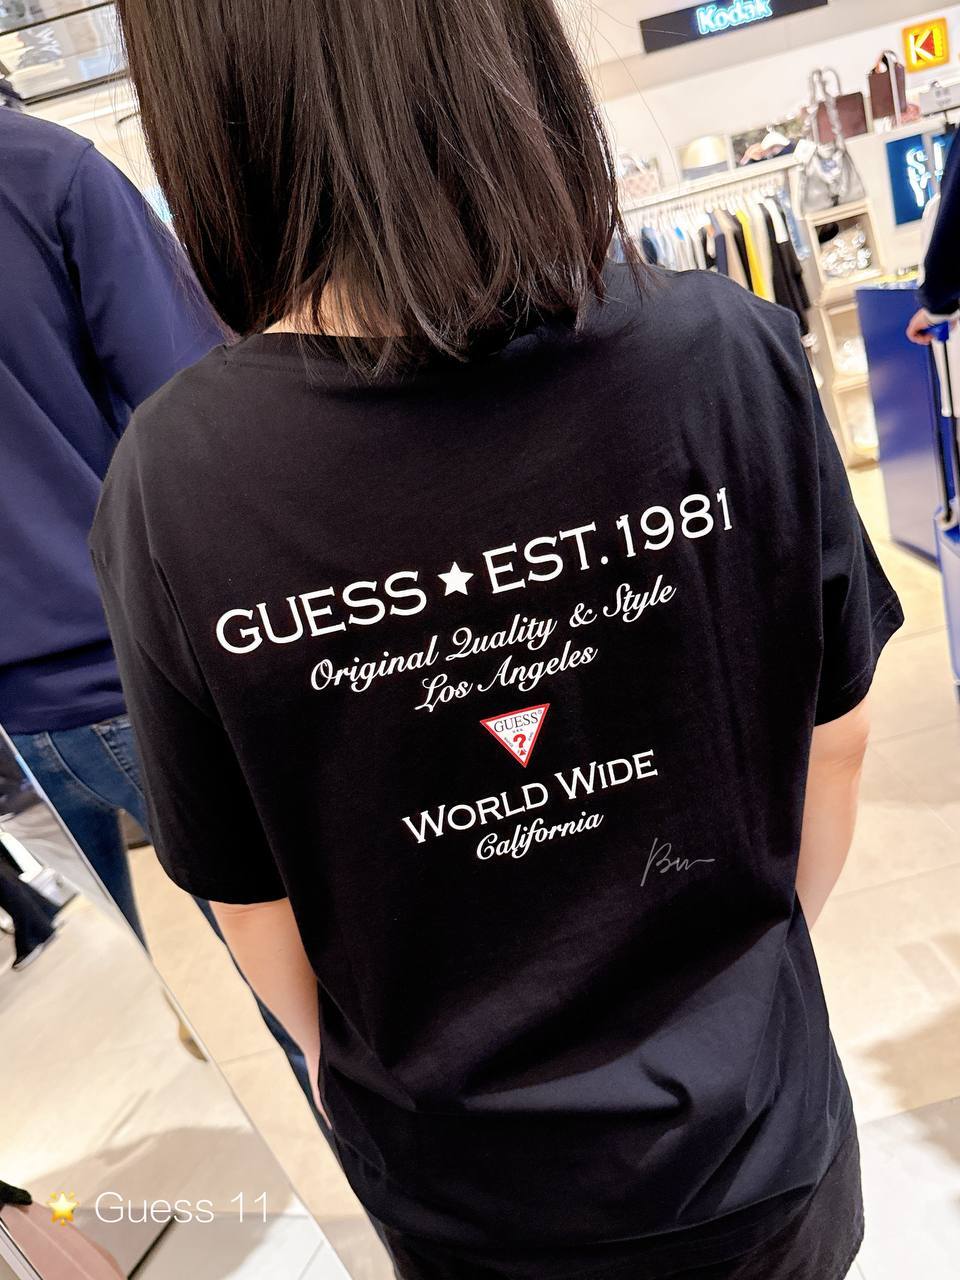 Kodak
K
GUESS ★ EST. 1981
Original Quality & Style
Los Angeles
GUESS
?
WORLD WIDE
California
🌟 Guess 11